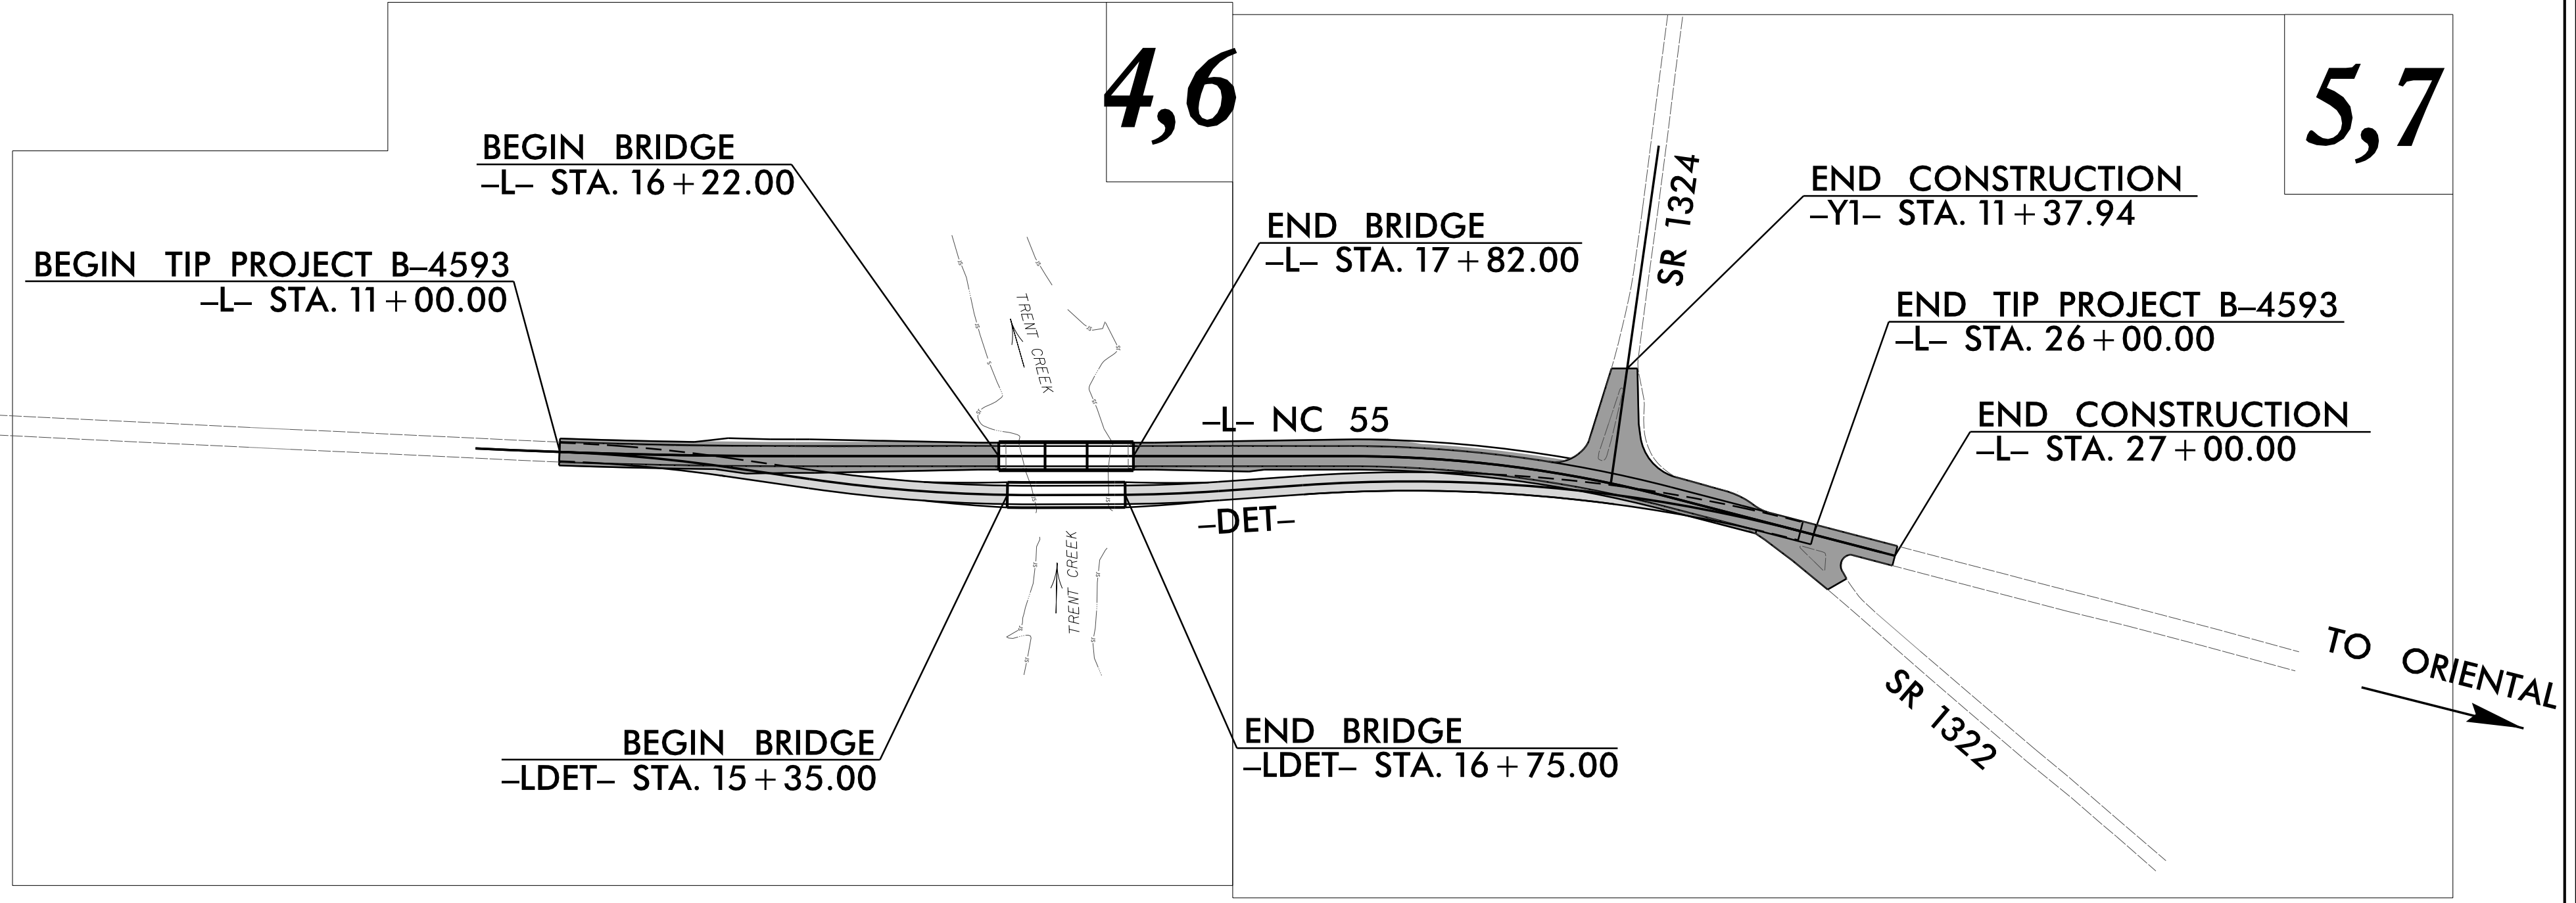 4,6
5,7
BEGIN BRIDGE
–L– STA. 16+22.00
BEGIN TIP PROJECT B–4593
–L– STA. 11+00.00
END BRIDGE
–L– STA. 17+82.00
SR 1324
END CONSTRUCTION
–Y1– STA. 11+37.94
END TIP PROJECT B–4593
–L– STA. 26+00.00
END CONSTRUCTION
–L– STA. 27+00.00
TRENT CREEK
–L– NC 55
–DET–
TRENT CREEK
TO ORIENTAL
SR 1322
BEGIN BRIDGE
–LDET– STA. 15+35.00
END BRIDGE
–LDET– STA. 16+75.00